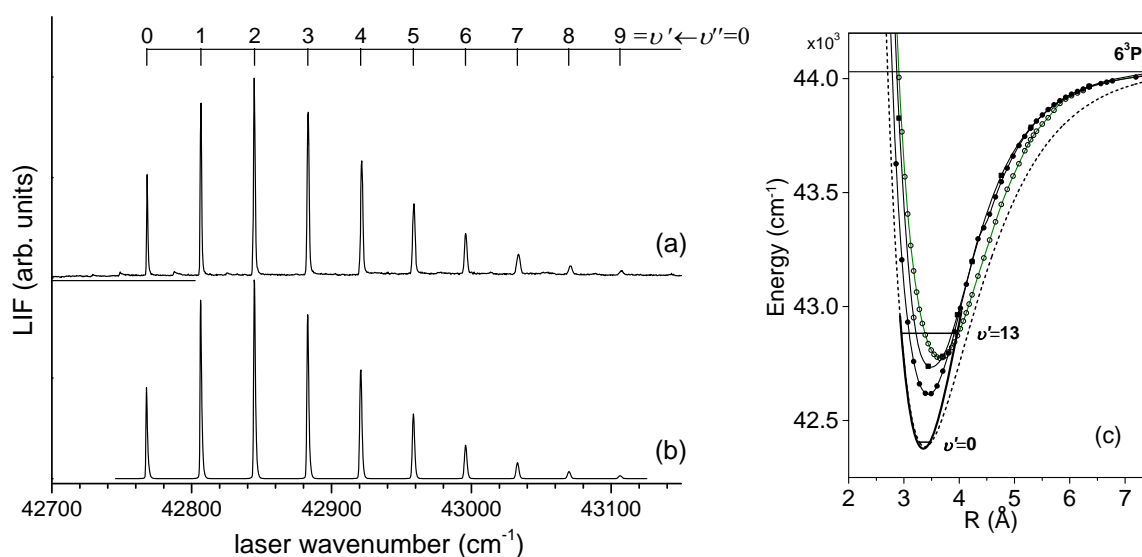 0 1 2 3 4 5 6 7 8 9 =υ'←υ''=0
LIF (arb. units)
(a)
(b)
42700 42800 42900 43000 43100
laser wavenumber (cm⁻¹)
×10³
6³P
44.0
43.5
43.0
42.5
Energy (cm⁻¹)
υ'=13
υ'=0
(c)
2 3 4 5 6 7
R (Å)